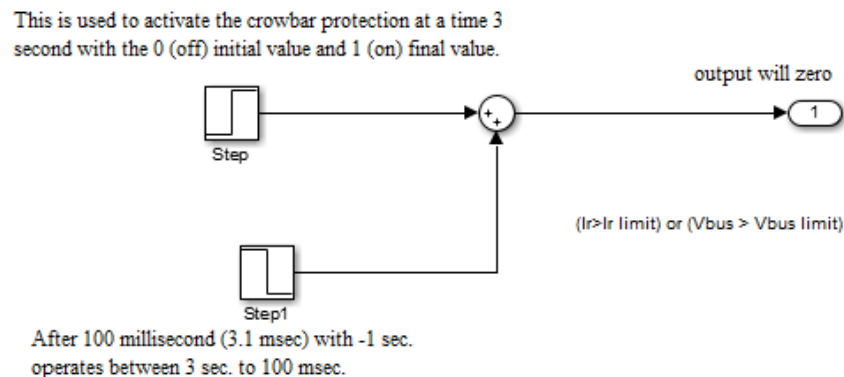 This is used to activate the crowbar protection at a time 3
second with the 0 (off) initial value and 1 (on) final value.
output will zero
1
Step
(Ir>Ir limit) or (Vbus > Vbus limit)
Step1
After 100 millisecond (3.1 msec) with -1 sec.
operates between 3 sec. to 100 msec.